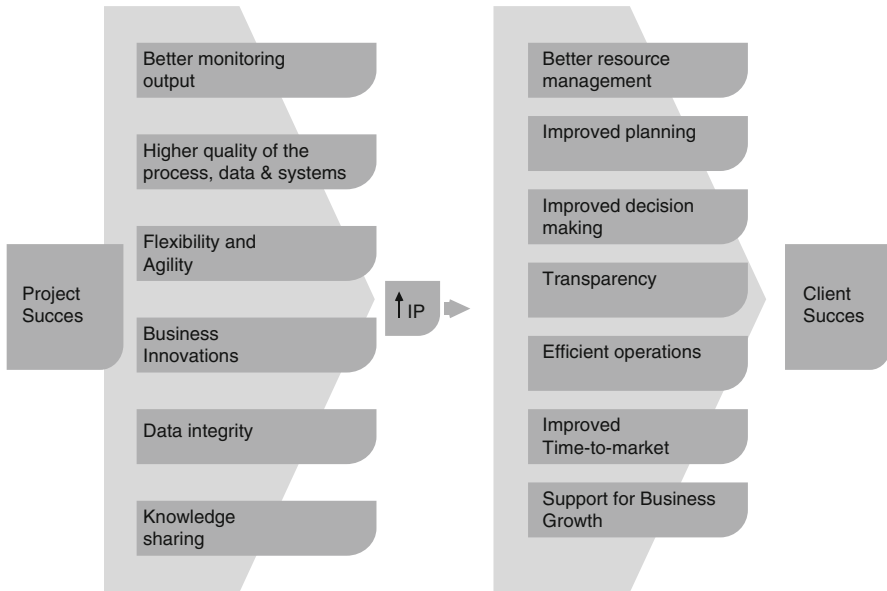 Project
Succes
Better monitoring
output
Higher quality of the
process, data & systems
Flexibility and
Agility
Business
Innovations
Data integrity
Knowledge
sharing
IP
Better resource
management
Improved planning
Improved decision
making
Transparency
Efficient operations
Improved
Time-to-market
Support for Business
Growth
Client
Succes